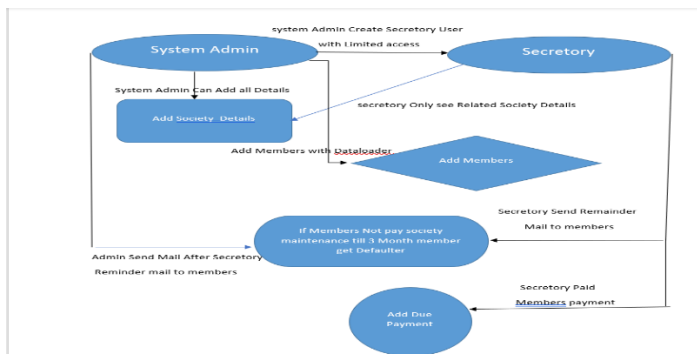 system Admin Create Secretory User
with Limited access
System Admin
Secretory
System Admin Can Add all Details
secretory Only see Related Society Details
Add Society Details
Add Members with Dataloader
Add Members
Secretory Send Remainder
Mail to members
If Members Not pay society
maintenance till 3 Month member
get Defaulter
Admin Send Mail After Secretory
Reminder mail to members
Secretory Paid
Members payment
Add Due
Payment